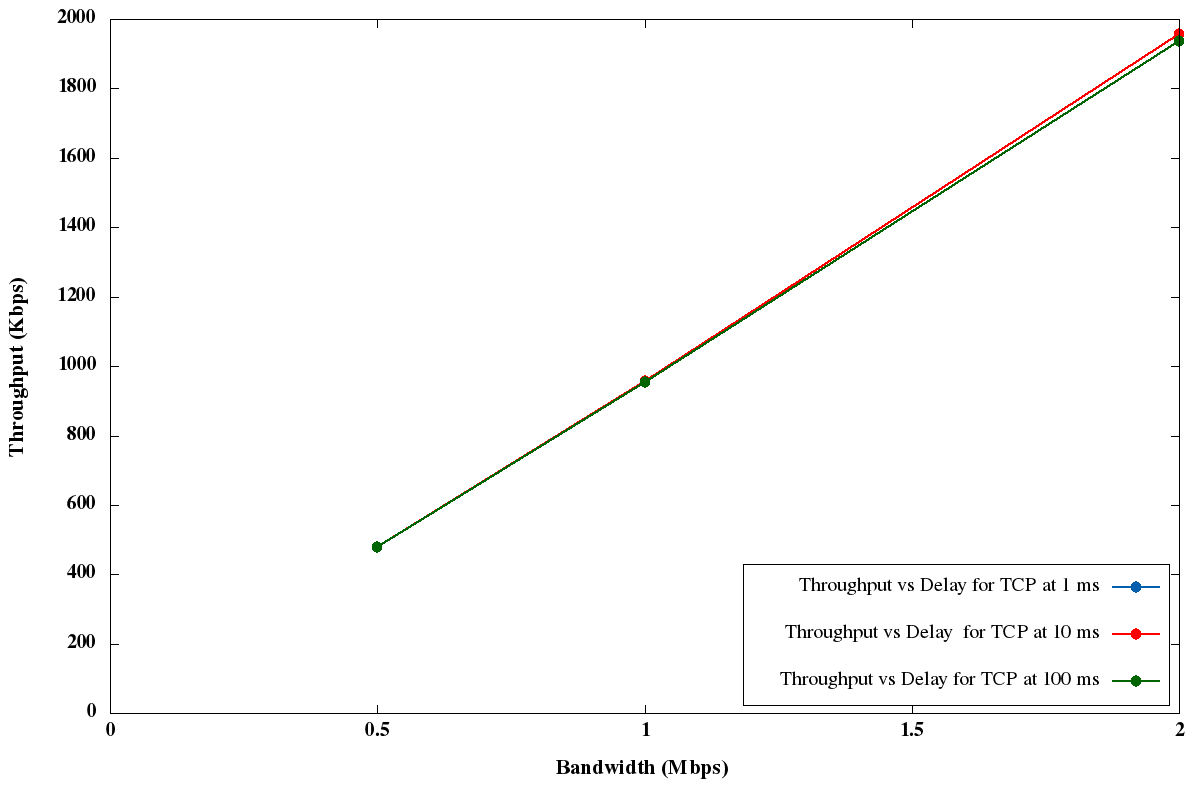 2000
1800
1600
1400
1200
1000
800
600
400
200
0
Throughput (Kbps)
0 0.5 1 1.5 2
Bandwidth (Mbps)
Throughput vs Delay for TCP at 1 ms
Throughput vs Delay  for TCP at 10 ms
Throughput vs Delay for TCP at 100 ms